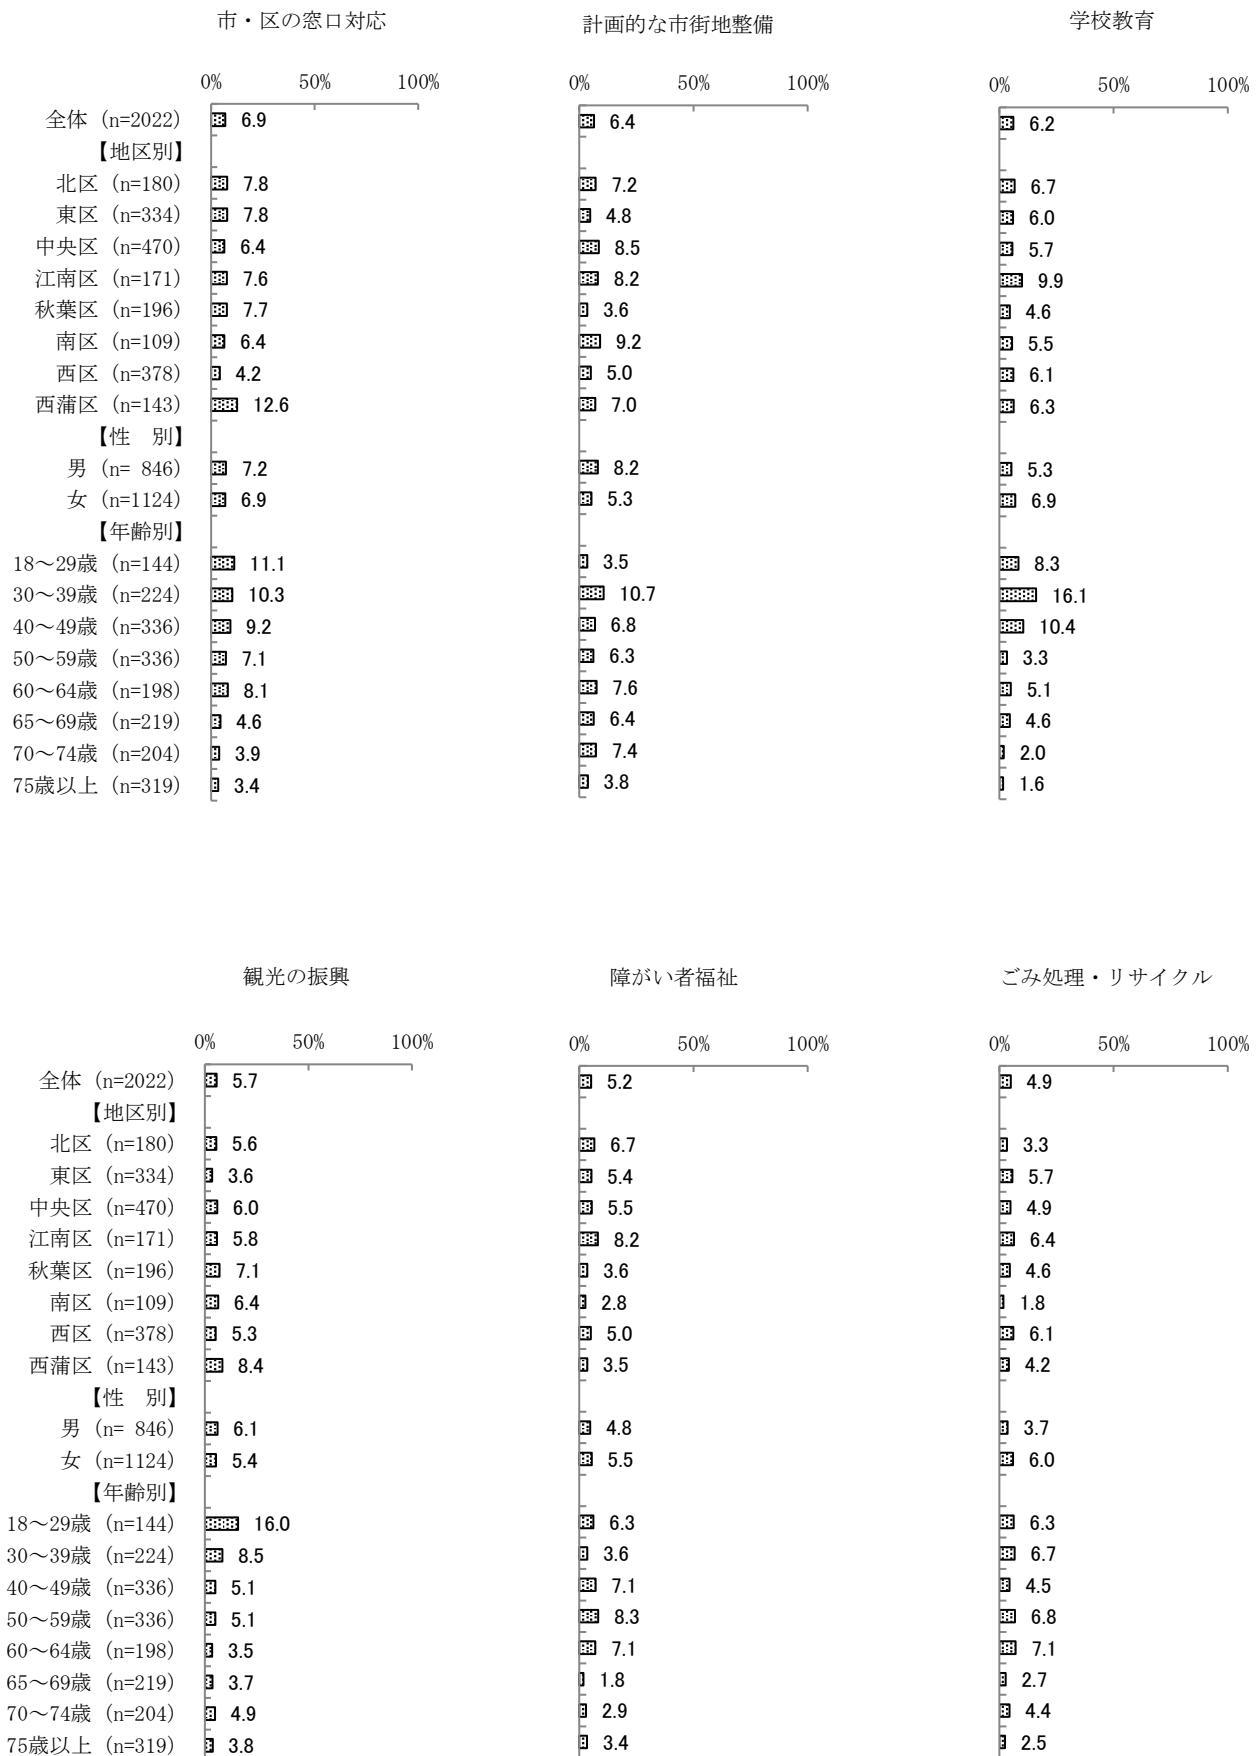 市・区の窓口対応 計画的な市街地整備 学校教育
0% 50% 100% 0% 50% 100% 0% 50% 100%
全体 (n=2022) 6.9 6.4 6.2
【地区別】
北区 (n=180) 7.8 7.2 6.7
東区 (n=334) 7.8 4.8 6.0
中央区 (n=470) 6.4 8.5 5.7
江南区 (n=171) 7.6 8.2 9.9
秋葉区 (n=196) 7.7 3.6 4.6
南区 (n=109) 6.4 9.2 5.5
西区 (n=378) 4.2 5.0 6.1
西蒲区 (n=143) 12.6 7.0 6.3
【性　別】
男 (n= 846) 7.2 8.2 5.3
女 (n=1124) 6.9 5.3 6.9
【年齢別】
18～29歳 (n=144) 11.1 3.5 8.3
30～39歳 (n=224) 10.3 10.7 16.1
40～49歳 (n=336) 9.2 6.8 10.4
50～59歳 (n=336) 7.1 6.3 3.3
60～64歳 (n=198) 8.1 7.6 5.1
65～69歳 (n=219) 4.6 6.4 4.6
70～74歳 (n=204) 3.9 7.4 2.0
75歳以上 (n=319) 3.4 3.8 1.6
観光の振興 障がい者福祉 ごみ処理・リサイクル
0% 50% 100% 0% 50% 100% 0% 50% 100%
全体 (n=2022) 5.7 5.2 4.9
【地区別】
北区 (n=180) 5.6 6.7 3.3
東区 (n=334) 3.6 5.4 5.7
中央区 (n=470) 6.0 5.5 4.9
江南区 (n=171) 5.8 8.2 6.4
秋葉区 (n=196) 7.1 3.6 4.6
南区 (n=109) 6.4 2.8 1.8
西区 (n=378) 5.3 5.0 6.1
西蒲区 (n=143) 8.4 3.5 4.2
【性　別】
男 (n= 846) 6.1 4.8 3.7
女 (n=1124) 5.4 5.5 6.0
【年齢別】
18～29歳 (n=144) 16.0 6.3 6.3
30～39歳 (n=224) 8.5 3.6 6.7
40～49歳 (n=336) 5.1 7.1 4.5
50～59歳 (n=336) 5.1 8.3 6.8
60～64歳 (n=198) 3.5 7.1 7.1
65～69歳 (n=219) 3.7 1.8 2.7
70～74歳 (n=204) 4.9 2.9 4.4
75歳以上 (n=319) 3.8 3.4 2.5